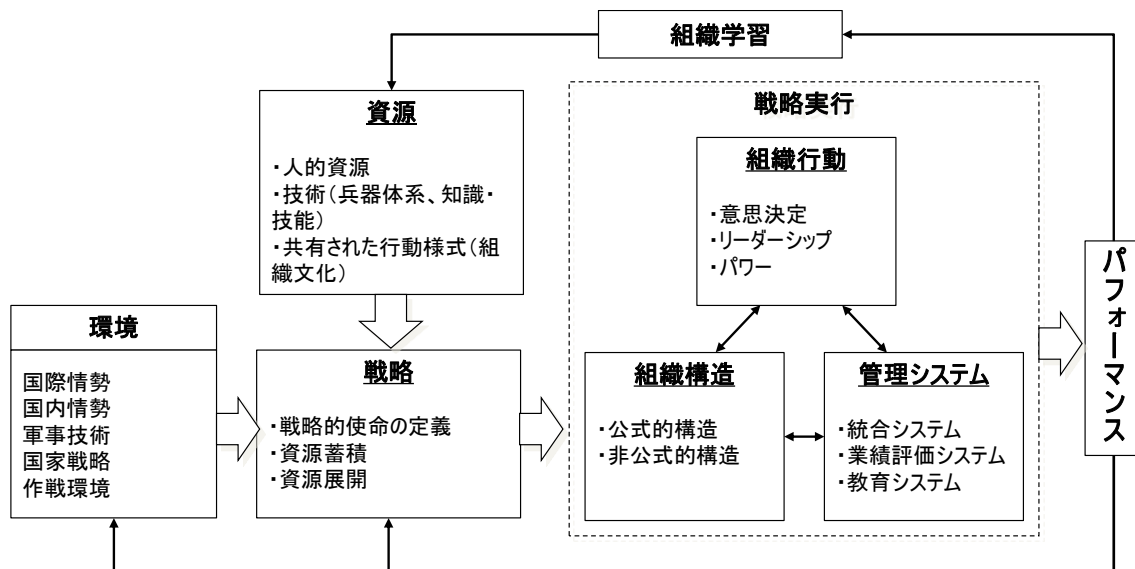 組織学習
資源
・人的資源
・技術（兵器体系、知識・
技能）
・共有された行動様式（組
織文化）
戦略実行
組織行動
・意思決定
・リーダーシップ
・パワー
環境
国際情勢
国内情勢
軍事技術
国家戦略
作戦環境
戦略
・戦略的使命の定義
・資源蓄積
・資源展開
組織構造
・公式的構造
・非公式的構造
管理システム
・統合システム
・業績評価システム
・教育システム
パフォーマンス